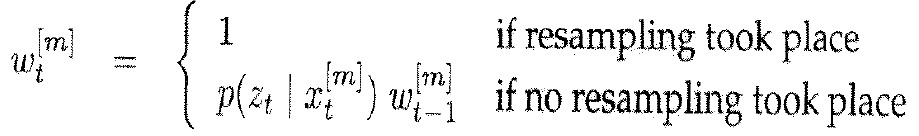 w_t^{[m]} = { 1 if resampling took place
p(z_t | x_t^{[m]}) w_{t-1}^{[m]} if no resampling took place